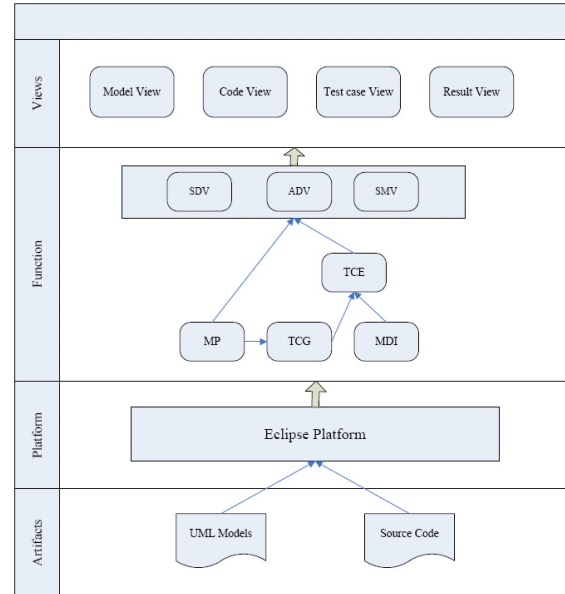 Views
Model View
Code View
Test case View
Result View
Function
SDV
ADV
SMV
TCE
MP
TCG
MDI
Platform
Eclipse Platform
Artifacts
UML Models
Source Code